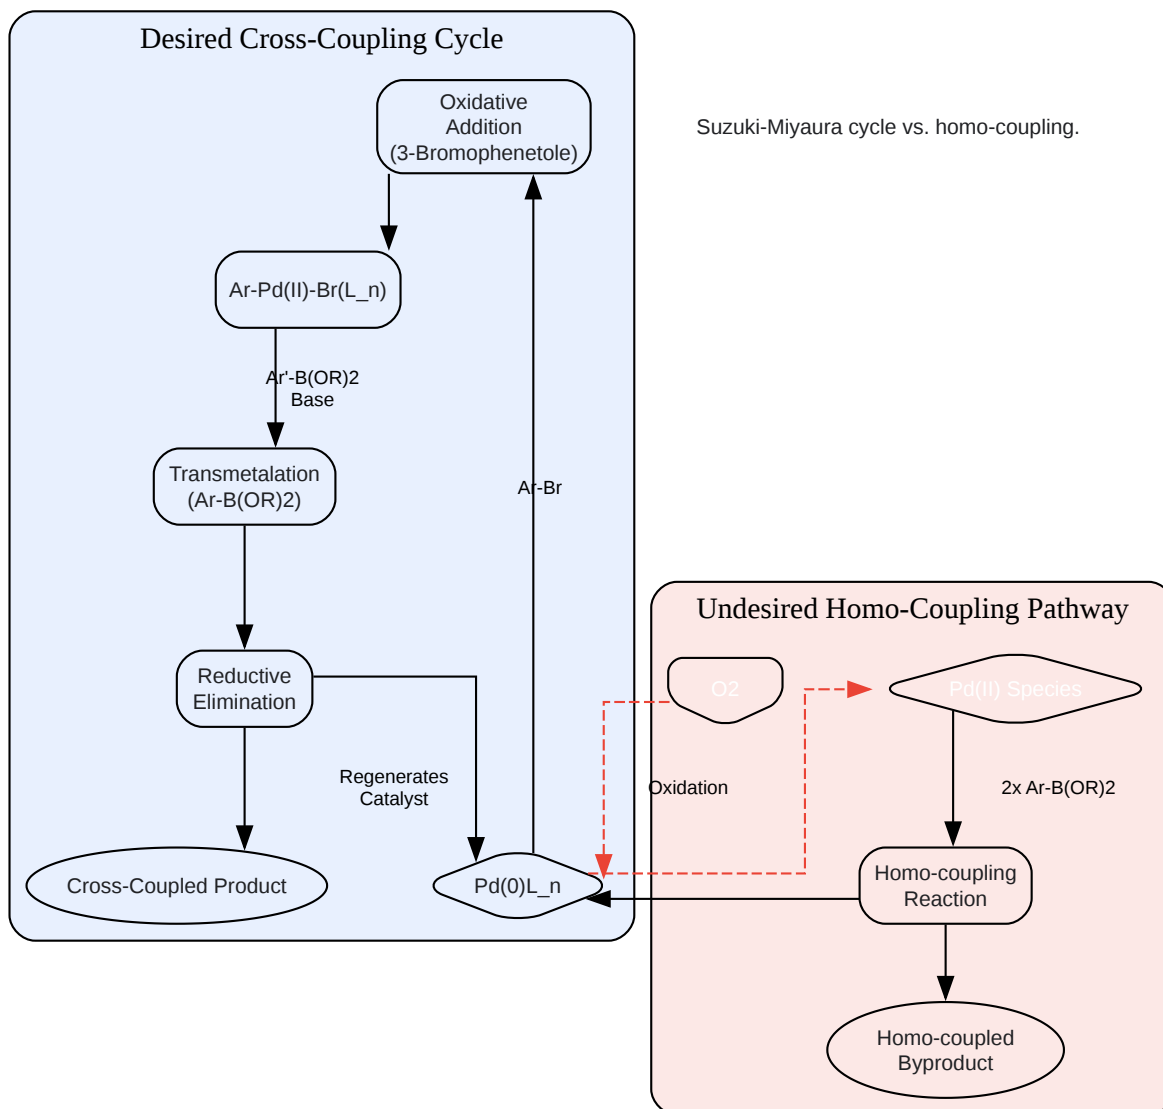 Desired Cross-Coupling Cycle
Oxidative
Addition
(3-Bromophenetole)
Suzuki-Miyaura cycle vs. homo-coupling.
Ar-Pd(II)-Br(L_n)
Ar'-B(OR)2
Base
Transmetalation
(Ar-B(OR)2)
Ar-Br
Undesired Homo-Coupling Pathway
Reductive
Elimination
O2
Pd(II) Species
Regenerates
Catalyst
Oxidation
2x Ar-B(OR)2
Cross-Coupled Product
Pd(0)L_n
Homo-coupling
Reaction
Homo-coupled
Byproduct